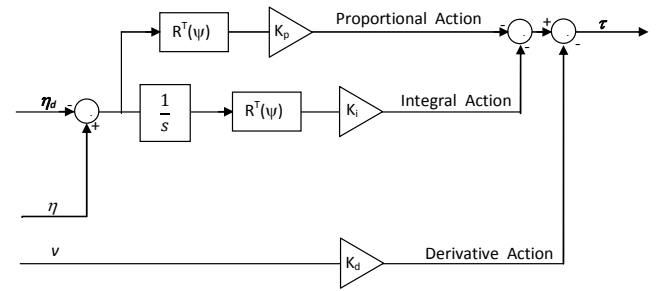 Proportional Action
R^T(ψ)
K_p
- + τ
- -
η_d - +
1/s
R^T(ψ)
K_i
Integral Action
η
ν
K_d
Derivative Action